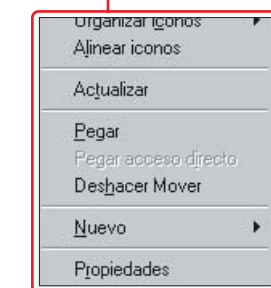 Organizar iconos
Alinear iconos
Actualizar
Pegar
Pegar acceso directo
Deshacer Mover
Nuevo
Propiedades